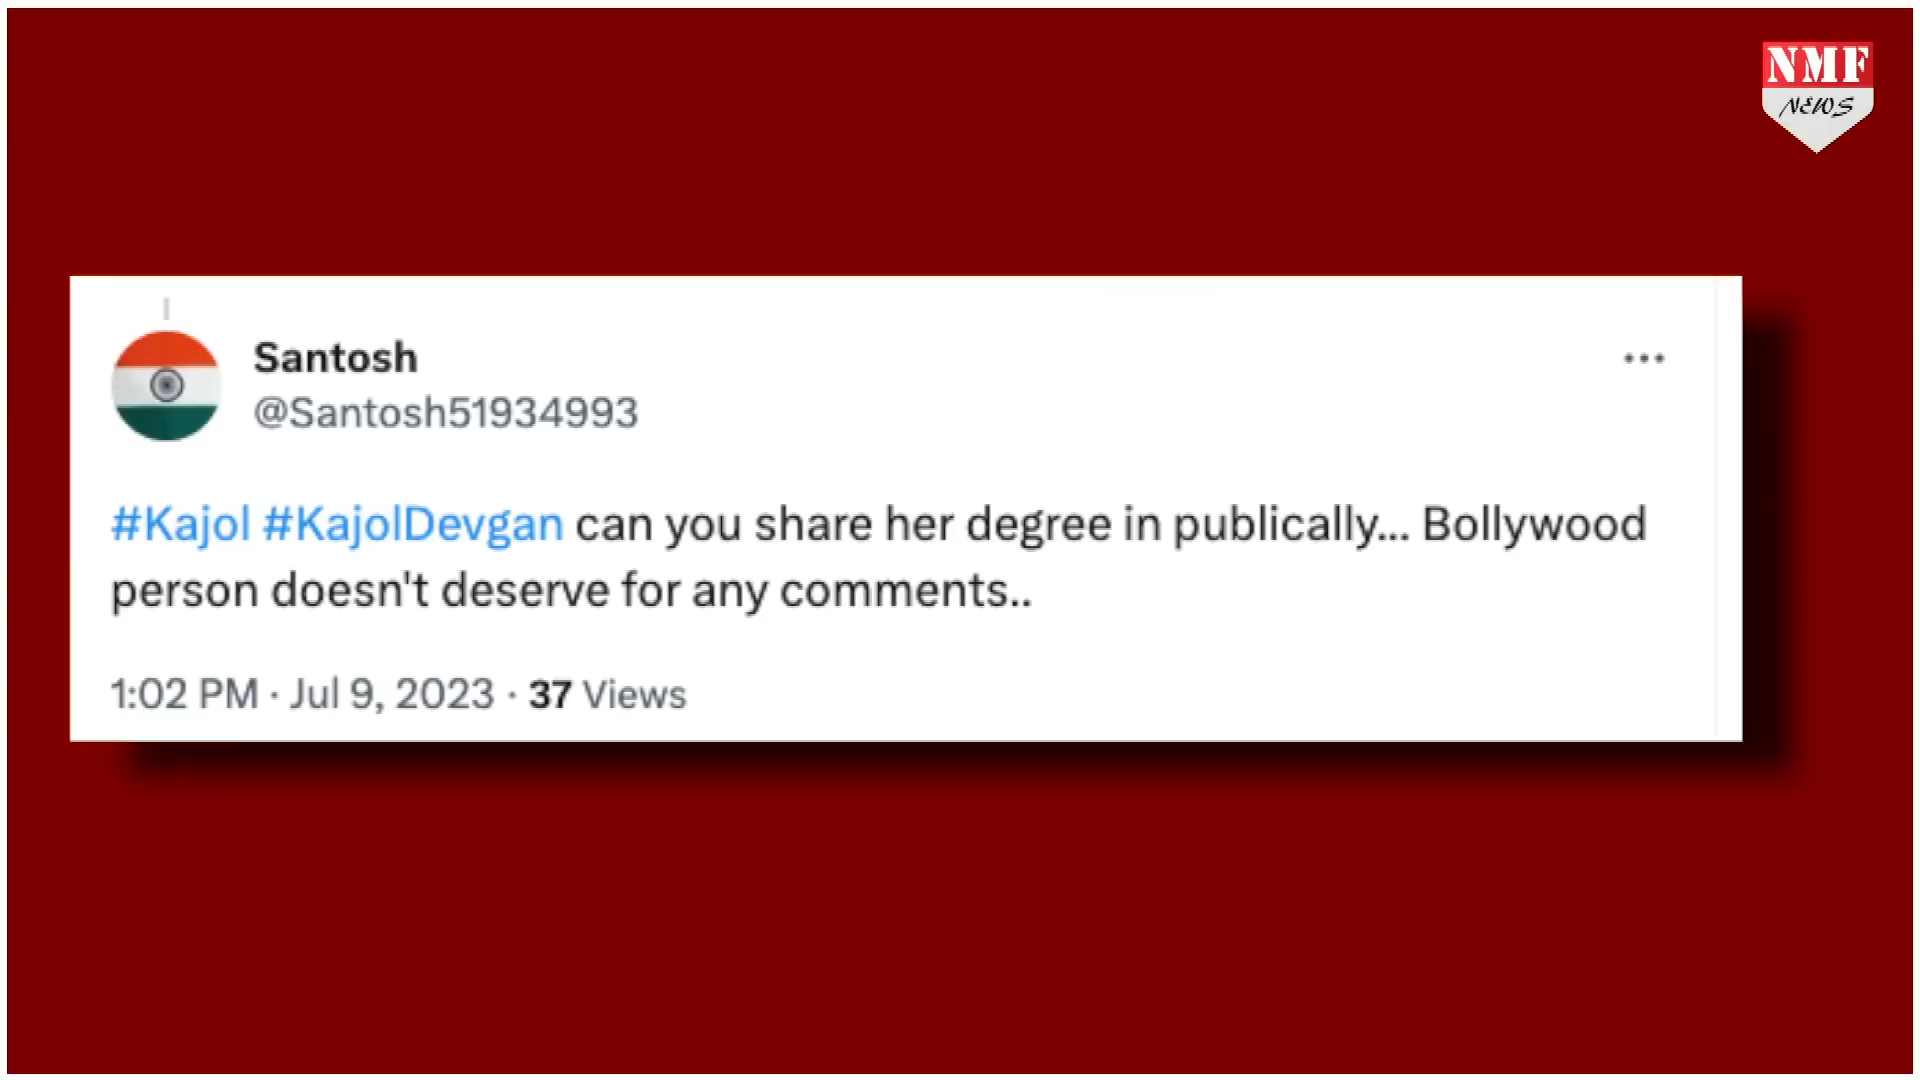 NMF
NEWS
Santosh
@Santosh51934993
#Kajol #KajolDevgan can you share her degree in publically... Bollywood
person doesn't deserve for any comments..
1:02 PM · Jul 9, 2023 · 37 Views